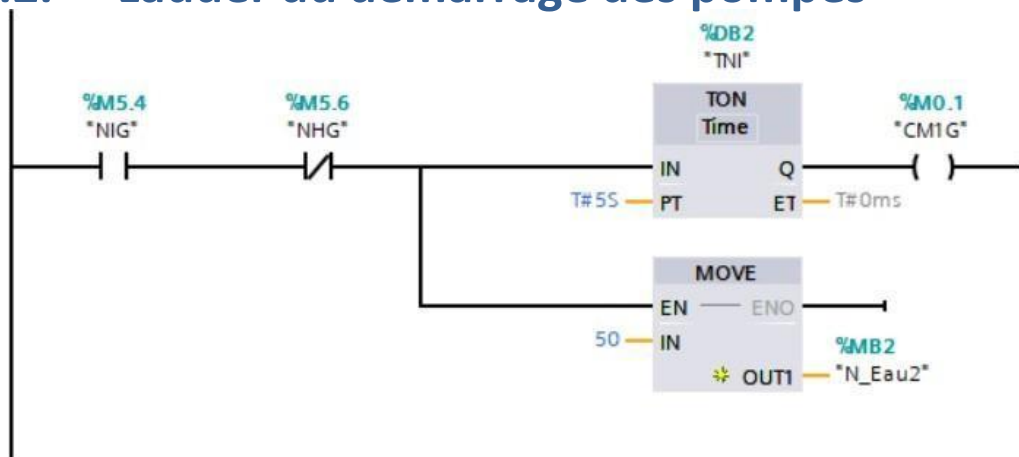 Ladder du démarrage des pompes
%DB2
"TNI"
%M5.4
"NIG"
%M5.6
"NHG"
TON
Time
%M0.1
"CM1G"
IN
Q
T#5S
PT
ET
T#0ms
MOVE
EN
ENO
50
IN
%MB2
OUT1
"N_Eau2"